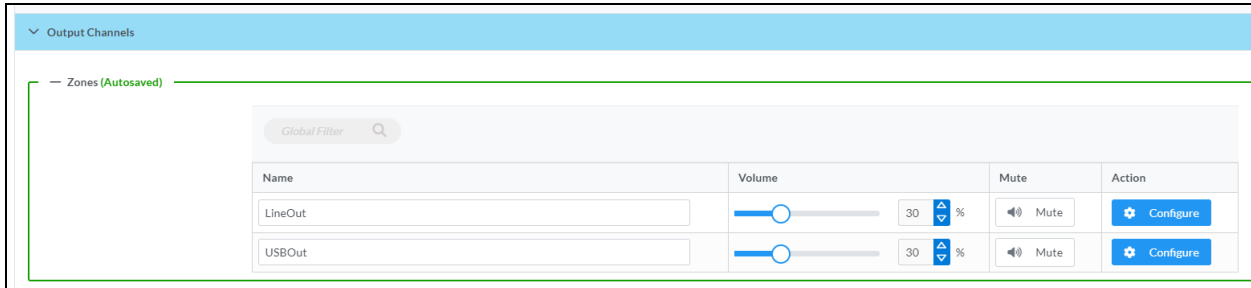 Output Channels
Zones (Autosaved)
Global Filter
Name Volume Mute Action
LineOut 30 % Mute Configure
USBOut 30 % Mute Configure